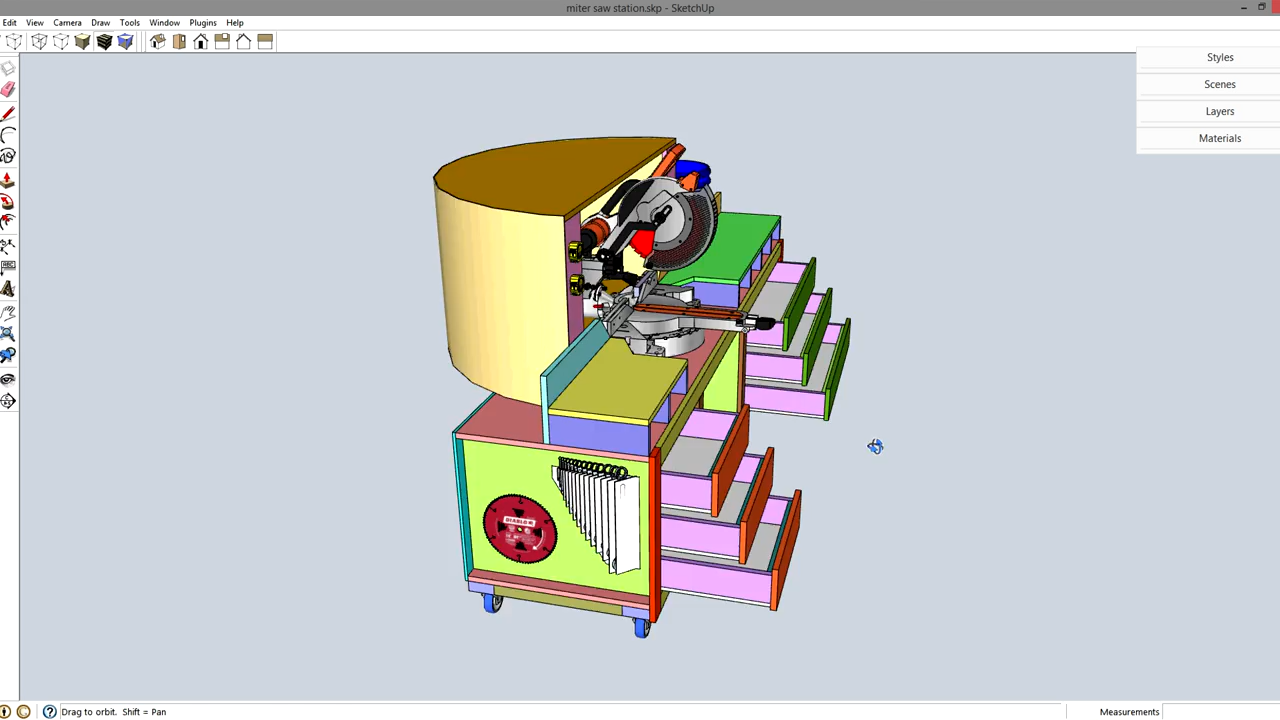 miter saw station.skp - SketchUp
Edit View Camera Draw Tools Window Plugins Help
Styles
Scenes
Layers
Materials
DIABLO
Drag to orbit. Shift = Pan
Measurements